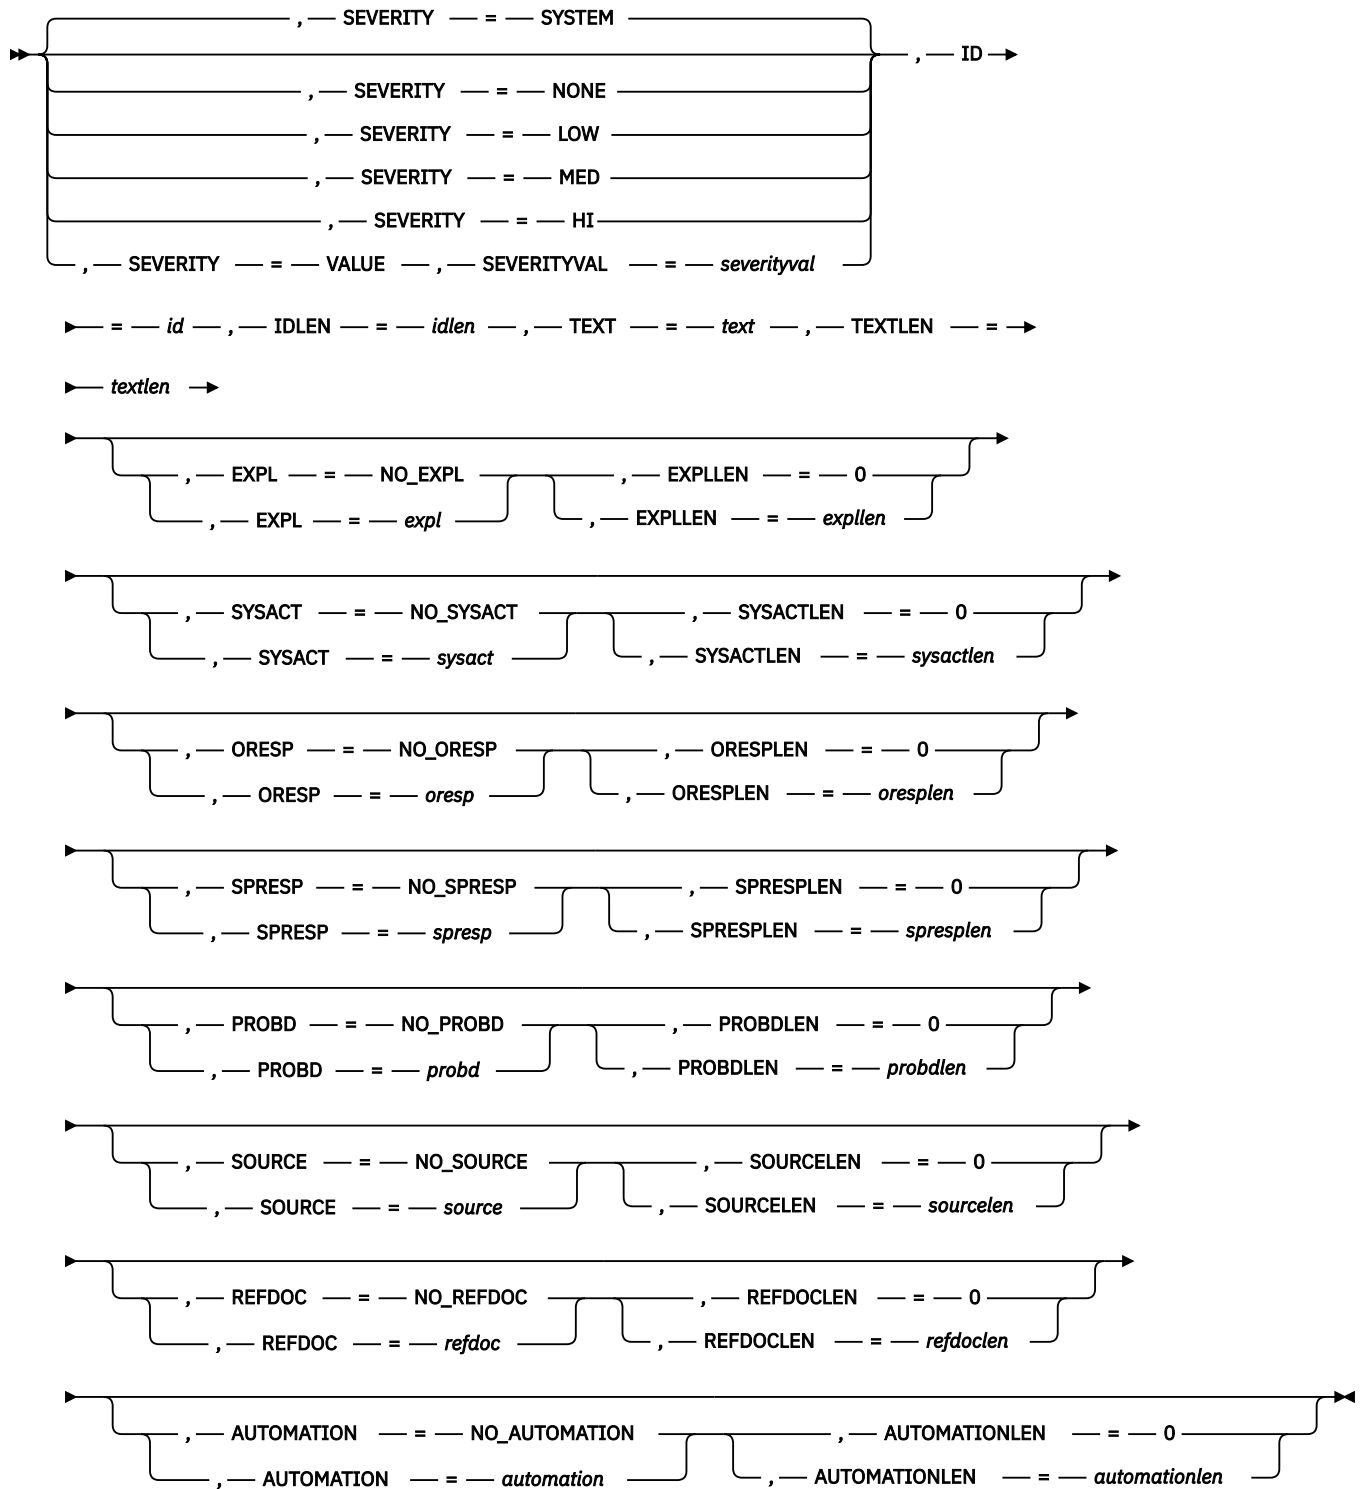 , SEVERITY = SYSTEM
, ID
, SEVERITY = NONE
, SEVERITY = LOW
, SEVERITY = MED
, SEVERITY = HI
, SEVERITY = VALUE , SEVERITYVAL = severityval
= id , IDLEN = idlen , TEXT = text , TEXTLEN =
textlen
, EXPL = NO_EXPL , EXPLLEN = 0
, EXPL = expl , EXPLLEN = expllen
, SYSACT = NO_SYSACT , SYSACTLEN = 0
, SYSACT = sysact , SYSACTLEN = sysactlen
, ORESP = NO_ORESP , ORESPLEN = 0
, ORESP = oresp , ORESPLEN = oresplen
, SPRESP = NO_SPRESP , SPRESPLEN = 0
, SPRESP = spresp , SPRESPLEN = spresplen
, PROBD = NO_PROBD , PROBDLEN = 0
, PROBD = probd , PROBDLEN = probdlen
, SOURCE = NO_SOURCE , SOURCELEN = 0
, SOURCE = source , SOURCELEN = sourcelen
, REFDOC = NO_REFDOC , REFDOCLEN = 0
, REFDOC = refdoc , REFDOCLEN = refdoclen
, AUTOMATION = NO_AUTOMATION , AUTOMATIONLEN = 0
, AUTOMATION = automation , AUTOMATIONLEN = automationlen